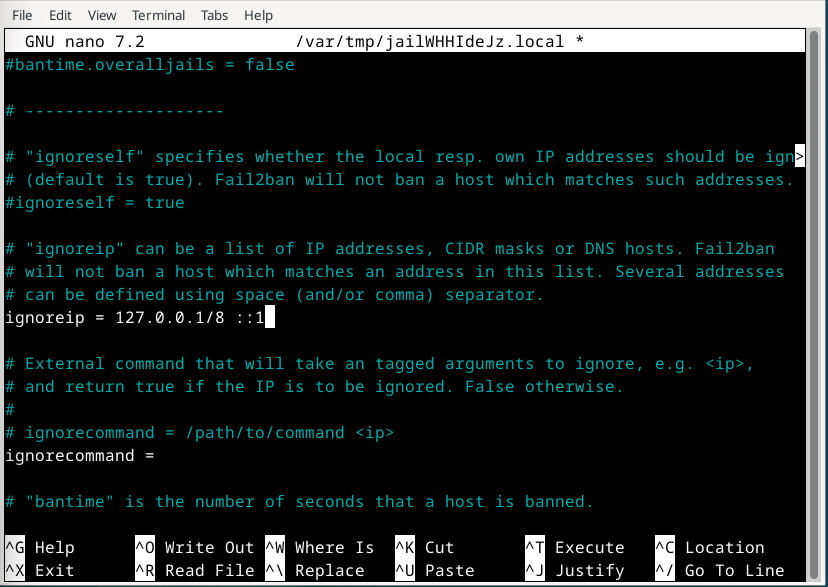 File Edit View Terminal Tabs Help
GNU nano 7.2 /var/tmp/jailWHHIdeJz.local *
#bantime.overalljails = false
# --------------------
# "ignoreself" specifies whether the local resp. own IP addresses should be ign>
# (default is true). Fail2ban will not ban a host which matches such addresses.
#ignoreself = true
# "ignoreip" can be a list of IP addresses, CIDR masks or DNS hosts. Fail2ban
# will not ban a host which matches an address in this list. Several addresses
# can be defined using space (and/or comma) separator.
ignoreip = 127.0.0.1/8 ::1
# External command that will take an tagged arguments to ignore, e.g. <ip>,
# and return true if the IP is to be ignored. False otherwise.
#
# ignorecommand = /path/to/command <ip>
ignorecommand =
# "bantime" is the number of seconds that a host is banned.
^G Help ^O Write Out ^W Where Is ^K Cut ^T Execute ^C Location
^X Exit ^R Read File ^\ Replace ^U Paste ^J Justify ^/ Go To Line